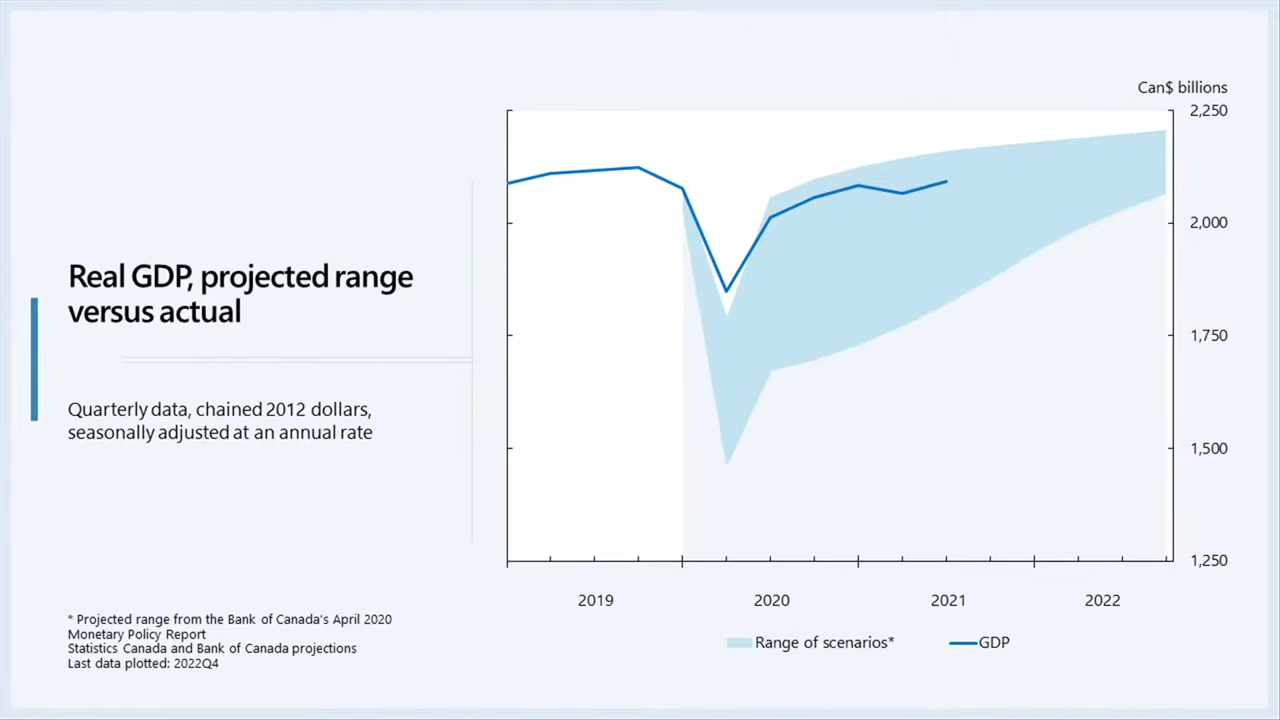 Real GDP, projected range
versus actual
Quarterly data, chained 2012 dollars,
seasonally adjusted at an annual rate
* Projected range from the Bank of Canada's April 2020
Monetary Policy Report
Statistics Canada and Bank of Canada projections
Last data plotted: 2022Q4
Can$ billions
2,250
2,000
1,750
1,500
1,250
2019 2020 2021 2022
Range of scenarios* GDP